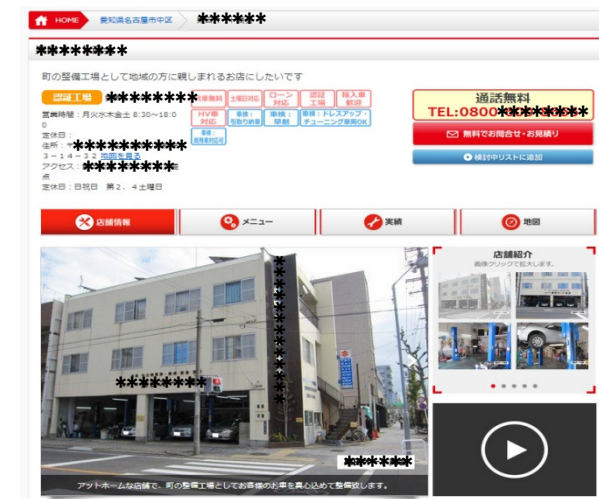 HOME 愛知県名古屋市中区
町の整備工場として地域の方に親しまれるお店にしたいです
認証工場
代車無料 土曜日対応 ローン対応 認証工場 輸入車歓迎
HV車対応 車検:引取り納車 車検:早割 車検:ドレスアップ・チューニング車両OK
営業時間:月火水木金土 8:30~18:0
0
定休日:
住所:〒
3-14-32 地図を見る
アクセス:
点
定休日:日祝日 第2、4土曜日
通話無料
TEL:0800
無料でお問合せ・お見積り
検討中リストに追加
店舗情報 メニュー 実績 地図
店舗紹介
画像クリックで拡大します。
アットホームな店舗で、町の整備工場としてお客様のお車を真心込めて整備致します。